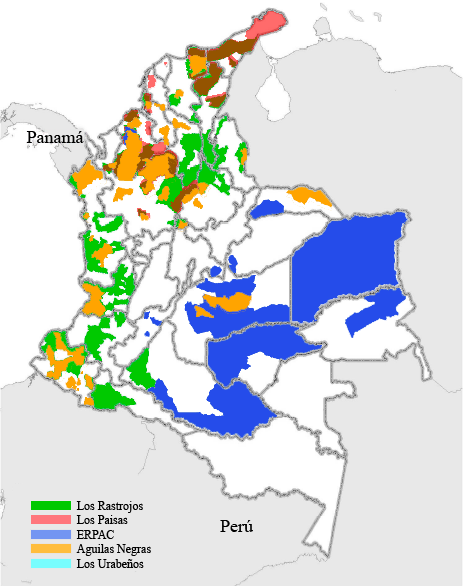 Panamá
Perú
Los Rastrojos
Los Paisas
ERPAC
Aguilas Negras
Los Urabeños